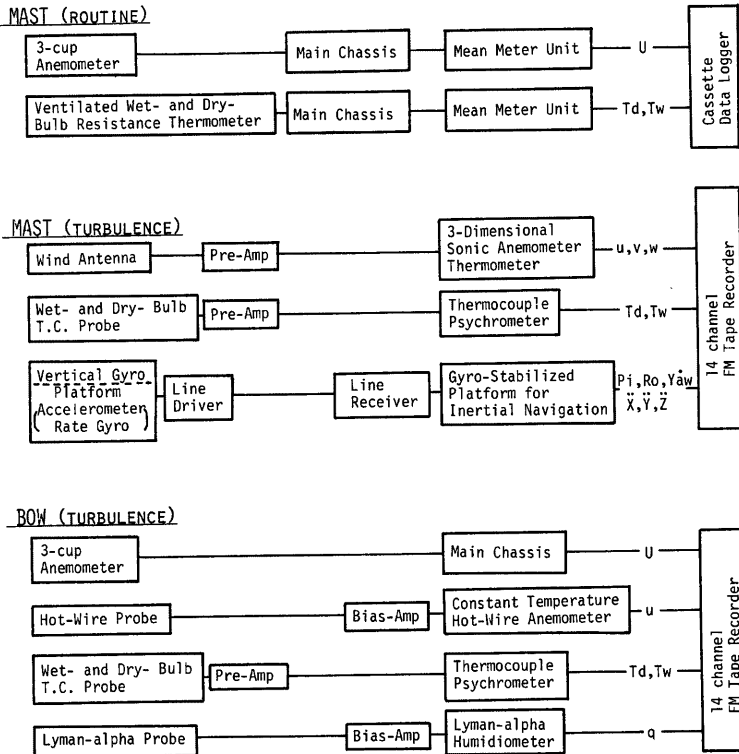 MAST (ROUTINE)
3-cup
Anemometer
Main Chassis
Mean Meter Unit
U
Ventilated Wet- and Dry-
Bulb Resistance Thermometer
Main Chassis
Mean Meter Unit
Td,Tw
Cassette
Data Logger
MAST (TURBULENCE)
Wind Antenna
Pre-Amp
3-Dimensional
Sonic Anemometer
Thermometer
u,v,w
Wet- and Dry- Bulb
T.C. Probe
Pre-Amp
Thermocouple
Psychrometer
Td,Tw
Vertical Gyro
Platform
Accelerometer
( Rate Gyro )
Line
Driver
Line
Receiver
Gyro-Stabilized
Platform for
Inertial Navigation
Pi,Ro,Yȧw
Ẍ,Ÿ,Z̈
14 channel
FM Tape Recorder
BOW (TURBULENCE)
3-cup
Anemometer
Main Chassis
U
Hot-Wire Probe
Bias-Amp
Constant Temperature
Hot-Wire Anemometer
u
Wet- and Dry- Bulb
T.C. Probe
Pre-Amp
Thermocouple
Psychrometer
Td,Tw
Lyman-alpha Probe
Bias-Amp
Lyman-alpha
Humidiometer
q
14 channel
FM Tape Recorder